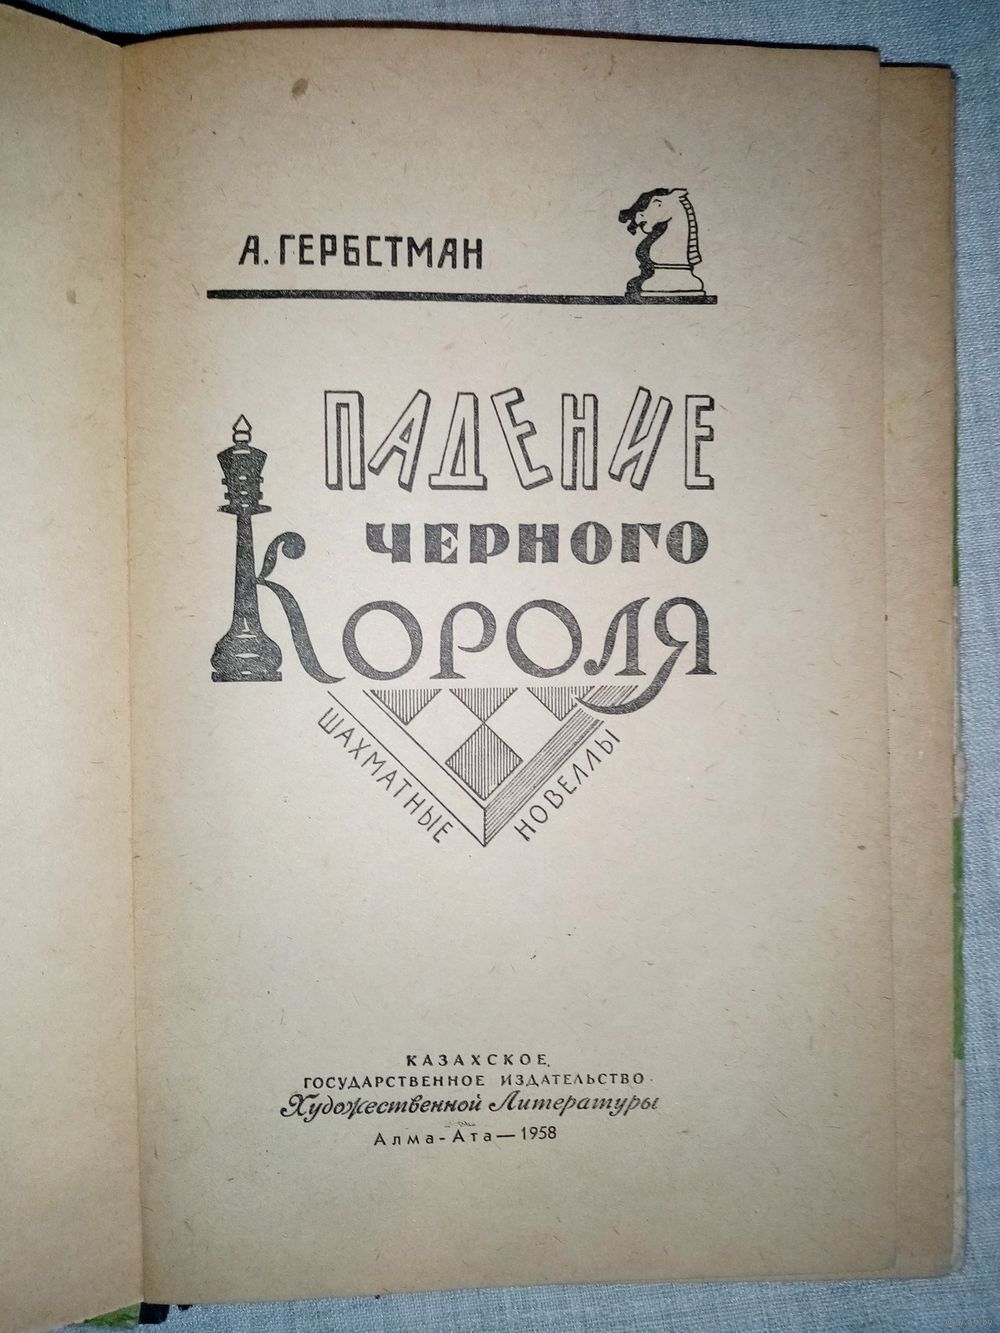 А. ГЕРБСТМАН
ПАДЕНИЕ
ЧЕРНОГО
КОРОЛЯ
ШАХМАТНЫЕ
НОВЕЛЛЫ
КАЗАХСКОЕ
ГОСУДАРСТВЕННОЕ ИЗДАТЕЛЬСТВО
Художественной Литературы
Алма-Ата — 1958